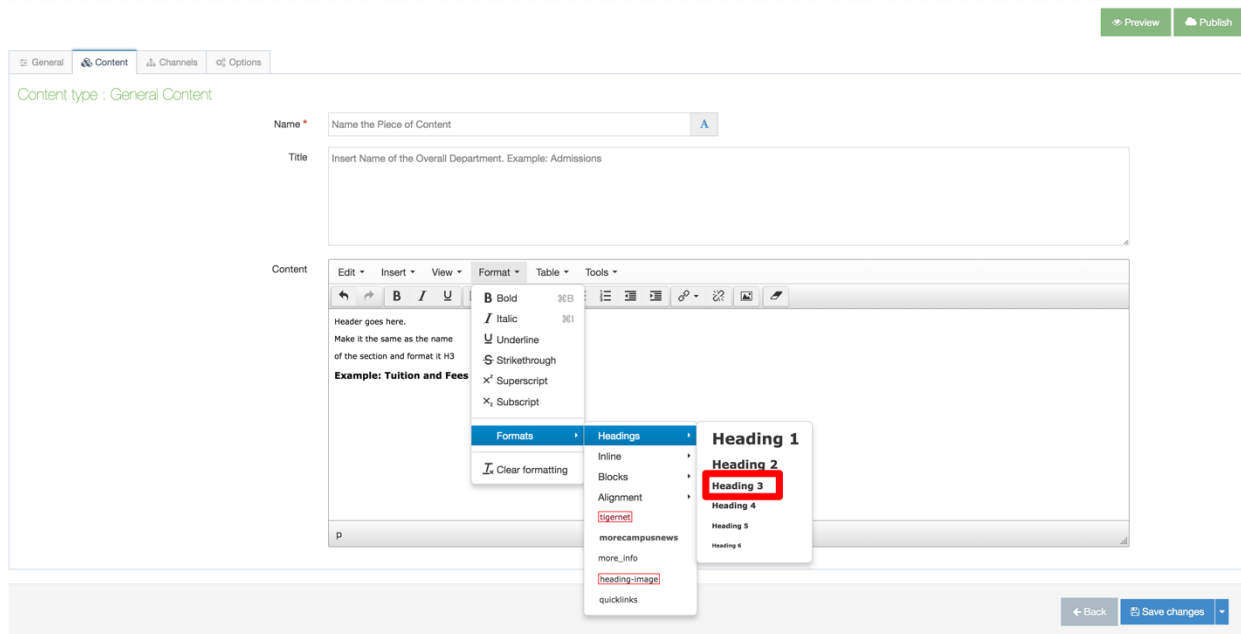 Preview
Publish
General
Content
Channels
Options
Content type : General Content
Name *
Name the Piece of Content
A
Title
Insert Name of the Overall Department. Example: Admissions
Content
Edit
Insert
View
Format
Table
Tools
B
I
U
Header goes here.
Make it the same as the name
of the section and format it H3
Example: Tuition and Fees
B Bold ⌘B
I Italic ⌘I
U Underline
S Strikethrough
x² Superscript
x₂ Subscript
Formats
Clear formatting
Headings
Inline
Blocks
Alignment
tigernet
morecampusnews
more_info
heading-image
quicklinks
Heading 1
Heading 2
Heading 3
Heading 4
Heading 5
Heading 6
p
Back
Save changes